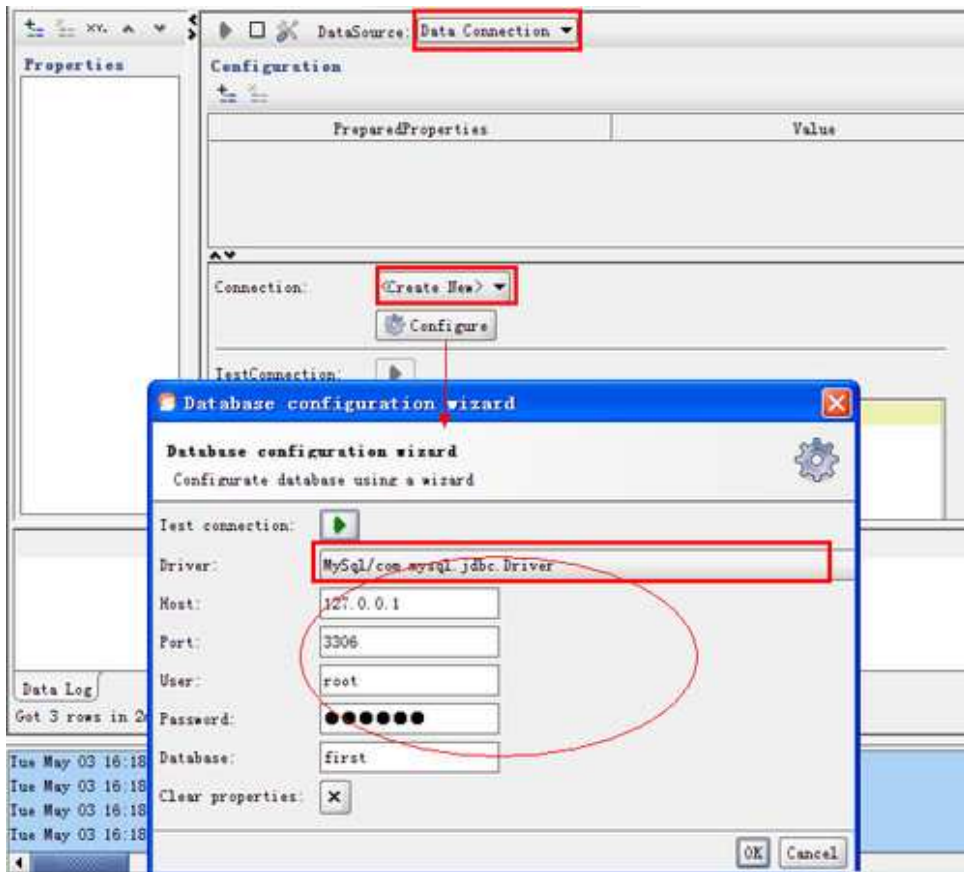 XY.
DataSource: Data Connection
Properties
Configuration
PreparedProperties
Value
Connection:
<Create New>
Configure
TestConnection:
Database configuration wizard
Database configuration wizard
Configurate database using a wizard
Test connection:
Driver:
MySql/com.mysql.jdbc.Driver
Host:
127.0.0.1
Port:
3306
User:
root
Password:
●●●●●●
Database:
first
Clear properties:
Data Log
Got 3 rows in
Tue May 03 16:18
Tue May 03 16:18
Tue May 03 16:18
Tue May 03 16:18
OK
Cancel